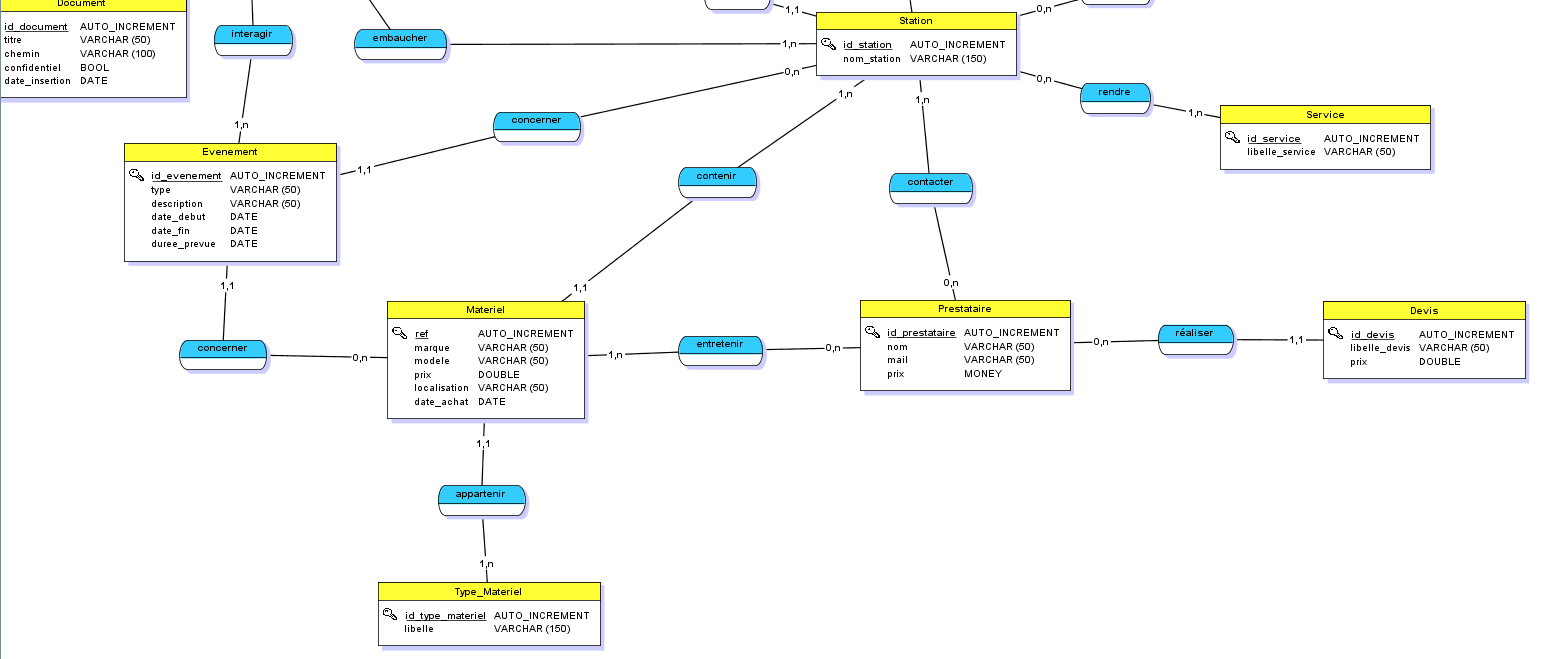 Document
id_document AUTO_INCREMENT
titre VARCHAR (50)
chemin VARCHAR (100)
confidentiel BOOL
date_insertion DATE
interagir
1,n
embaucher
1,n
1,1
0,n
Station
id_station AUTO_INCREMENT
nom_station VARCHAR (150)
0,n
concerner
1,1
0,n
rendre
1,n
Service
id_service AUTO_INCREMENT
libelle_service VARCHAR (50)
Evenement
id_evenement AUTO_INCREMENT
type VARCHAR (50)
description VARCHAR (50)
date_debut DATE
date_fin DATE
duree_prevue DATE
1,n
contenir
1,1
1,n
contacter
0,n
1,1
concerner
0,n
Materiel
ref AUTO_INCREMENT
marque VARCHAR (50)
modele VARCHAR (50)
prix DOUBLE
localisation VARCHAR (50)
date_achat DATE
1,n
entretenir
0,n
Prestataire
id_prestataire AUTO_INCREMENT
nom VARCHAR (50)
mail VARCHAR (50)
prix MONEY
0,n
réaliser
1,1
Devis
id_devis AUTO_INCREMENT
libelle_devis VARCHAR (50)
prix DOUBLE
1,1
appartenir
1,n
Type_Materiel
id_type_materiel AUTO_INCREMENT
libelle VARCHAR (150)